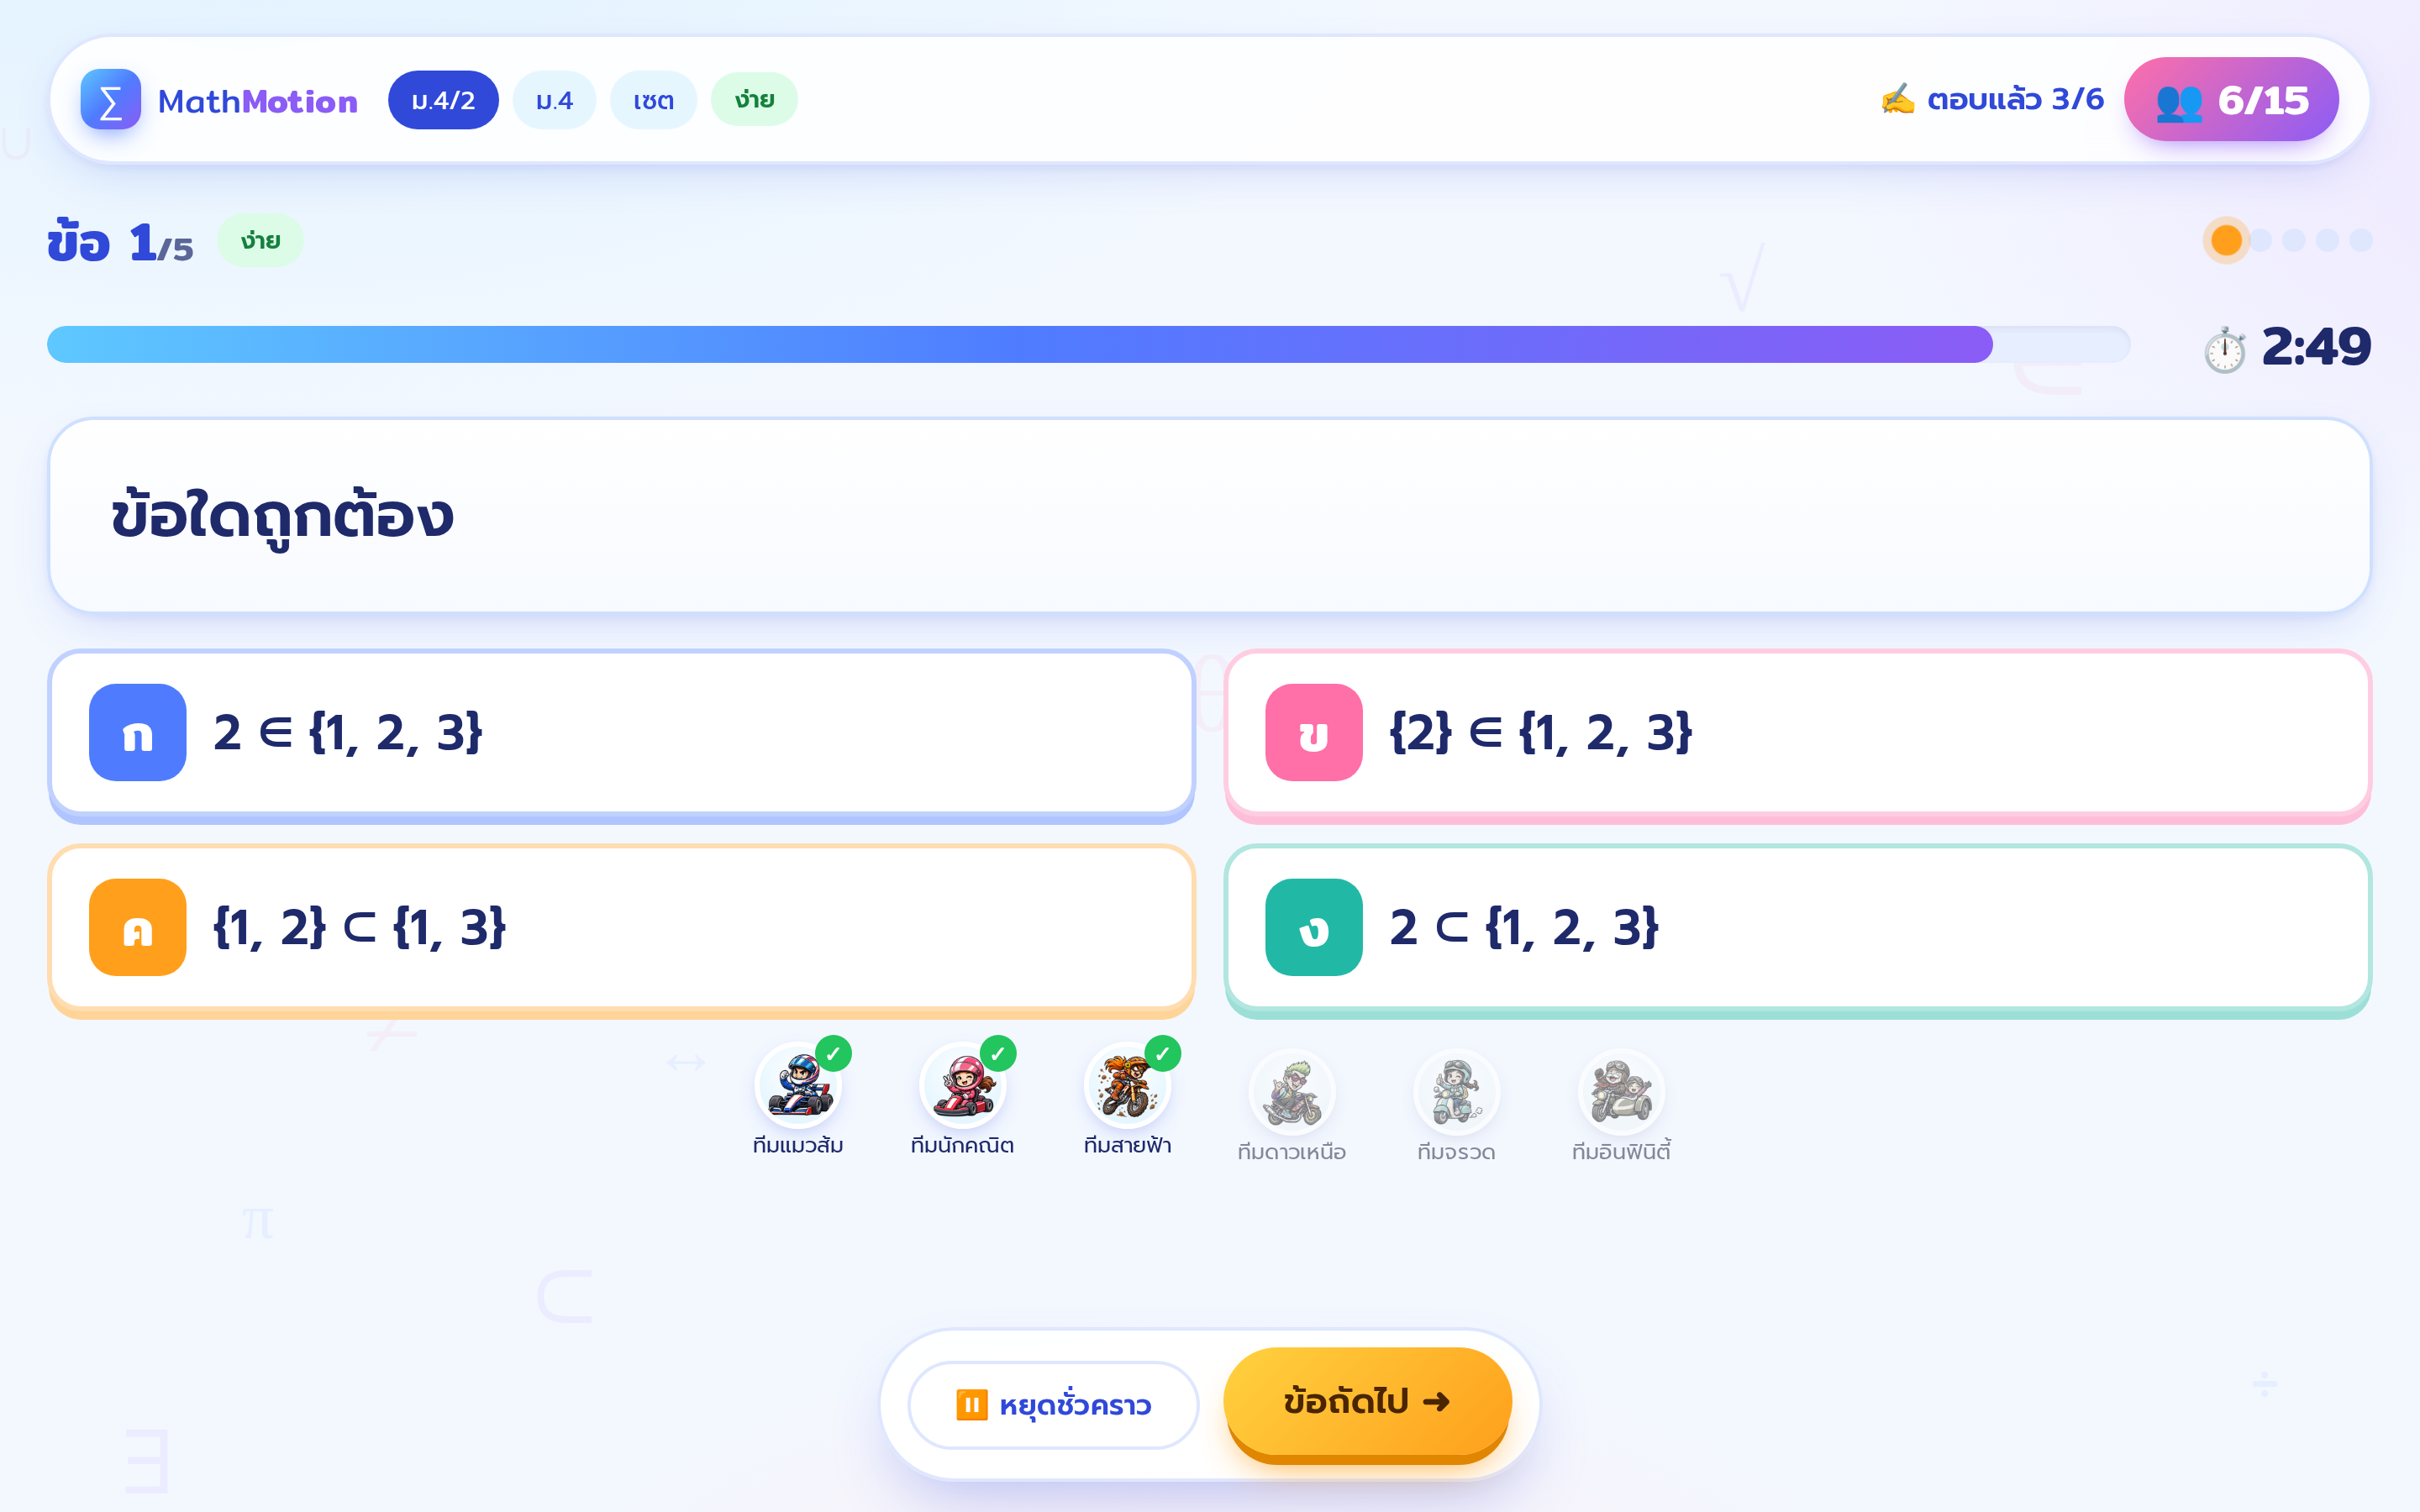 ∑ MathMotion ม.4/2 ม.4 เซต ง่าย ✍️ ตอบแล้ว 3/6 👥 6/15
ข้อ 1/5 ง่าย
⏱️ 2:49
ข้อใดถูกต้อง
ก 2 ∈ {1, 2, 3}
ข {2} ∈ {1, 2, 3}
ค {1, 2} ⊂ {1, 3}
ง 2 ⊂ {1, 2, 3}
ทีมแมวส้ม ทีมนักคณิต ทีมสายฟ้า ทีมดาวเหนือ ทีมจรวด ทีมอินฟินิตี้
⏸️ หยุดชั่วคราว ข้อถัดไป ➜